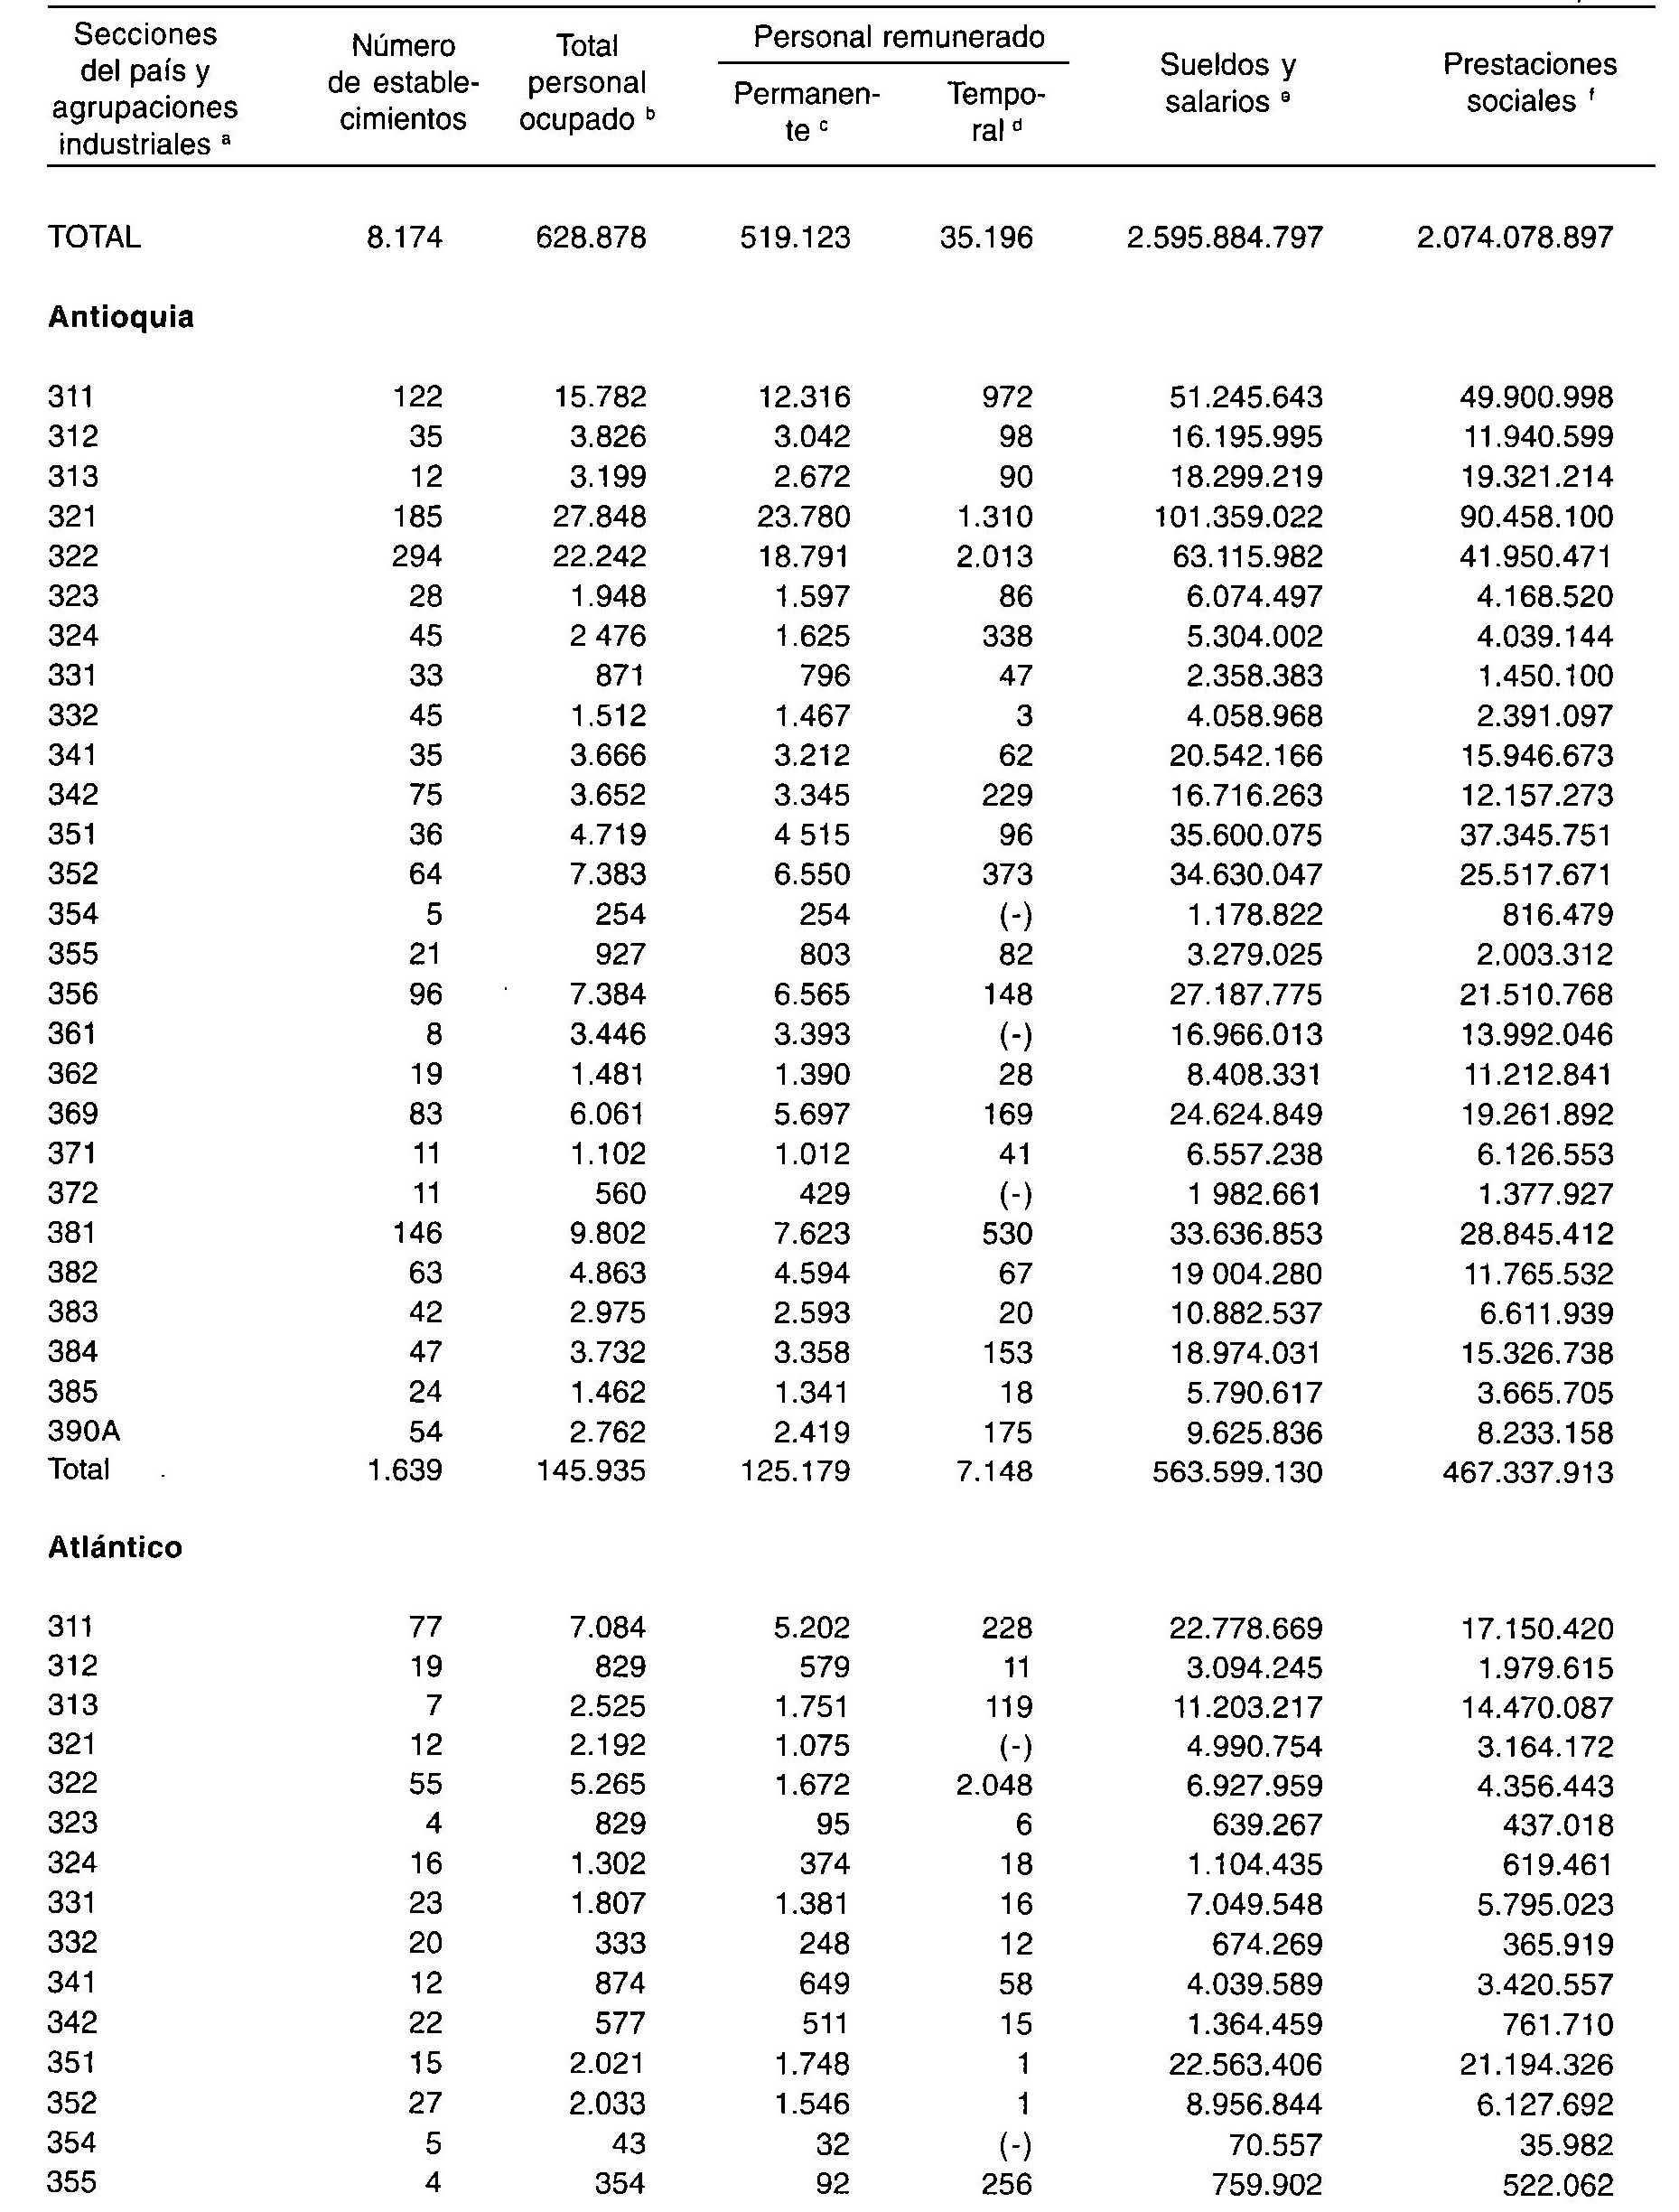 Secciones del país y agrupaciones industriales a | Número de estable-cimientos | Total personal ocupado b | Personal remunerado Permanen-te c | Personal remunerado Tempo-ral d | Sueldos y salarios e | Prestaciones sociales f
TOTAL 8.174 628.878 519.123 35.196 2.595.884.797 2.074.078.897
Antioquia
311 122 15.782 12.316 972 51.245.643 49.900.998
312 35 3.826 3.042 98 16.195.995 11.940.599
313 12 3.199 2.672 90 18.299.219 19.321.214
321 185 27.848 23.780 1.310 101.359.022 90.458.100
322 294 22.242 18.791 2.013 63.115.982 41.950.471
323 28 1.948 1.597 86 6.074.497 4.168.520
324 45 2 476 1.625 338 5.304.002 4.039.144
331 33 871 796 47 2.358.383 1.450.100
332 45 1.512 1.467 3 4.058.968 2.391.097
341 35 3.666 3.212 62 20.542.166 15.946.673
342 75 3.652 3.345 229 16.716.263 12.157.273
351 36 4.719 4 515 96 35.600.075 37.345.751
352 64 7.383 6.550 373 34.630.047 25.517.671
354 5 254 254 (-) 1.178.822 816.479
355 21 927 803 82 3.279.025 2.003.312
356 96 7.384 6.565 148 27.187.775 21.510.768
361 8 3.446 3.393 (-) 16.966.013 13.992.046
362 19 1.481 1.390 28 8.408.331 11.212.841
369 83 6.061 5.697 169 24.624.849 19.261.892
371 11 1.102 1.012 41 6.557.238 6.126.553
372 11 560 429 (-) 1 982.661 1.377.927
381 146 9.802 7.623 530 33.636.853 28.845.412
382 63 4.863 4.594 67 19 004.280 11.765.532
383 42 2.975 2.593 20 10.882.537 6.611.939
384 47 3.732 3.358 153 18.974.031 15.326.738
385 24 1.462 1.341 18 5.790.617 3.665.705
390A 54 2.762 2.419 175 9.625.836 8.233.158
Total 1.639 145.935 125.179 7.148 563.599.130 467.337.913
Atlántico
311 77 7.084 5.202 228 22.778.669 17.150.420
312 19 829 579 11 3.094.245 1.979.615
313 7 2.525 1.751 119 11.203.217 14.470.087
321 12 2.192 1.075 (-) 4.990.754 3.164.172
322 55 5.265 1.672 2.048 6.927.959 4.356.443
323 4 829 95 6 639.267 437.018
324 16 1.302 374 18 1.104.435 619.461
331 23 1.807 1.381 16 7.049.548 5.795.023
332 20 333 248 12 674.269 365.919
341 12 874 649 58 4.039.589 3.420.557
342 22 577 511 15 1.364.459 761.710
351 15 2.021 1.748 1 22.563.406 21.194.326
352 27 2.033 1.546 1 8.956.844 6.127.692
354 5 43 32 (-) 70.557 35.982
355 4 354 92 256 759.902 522.062